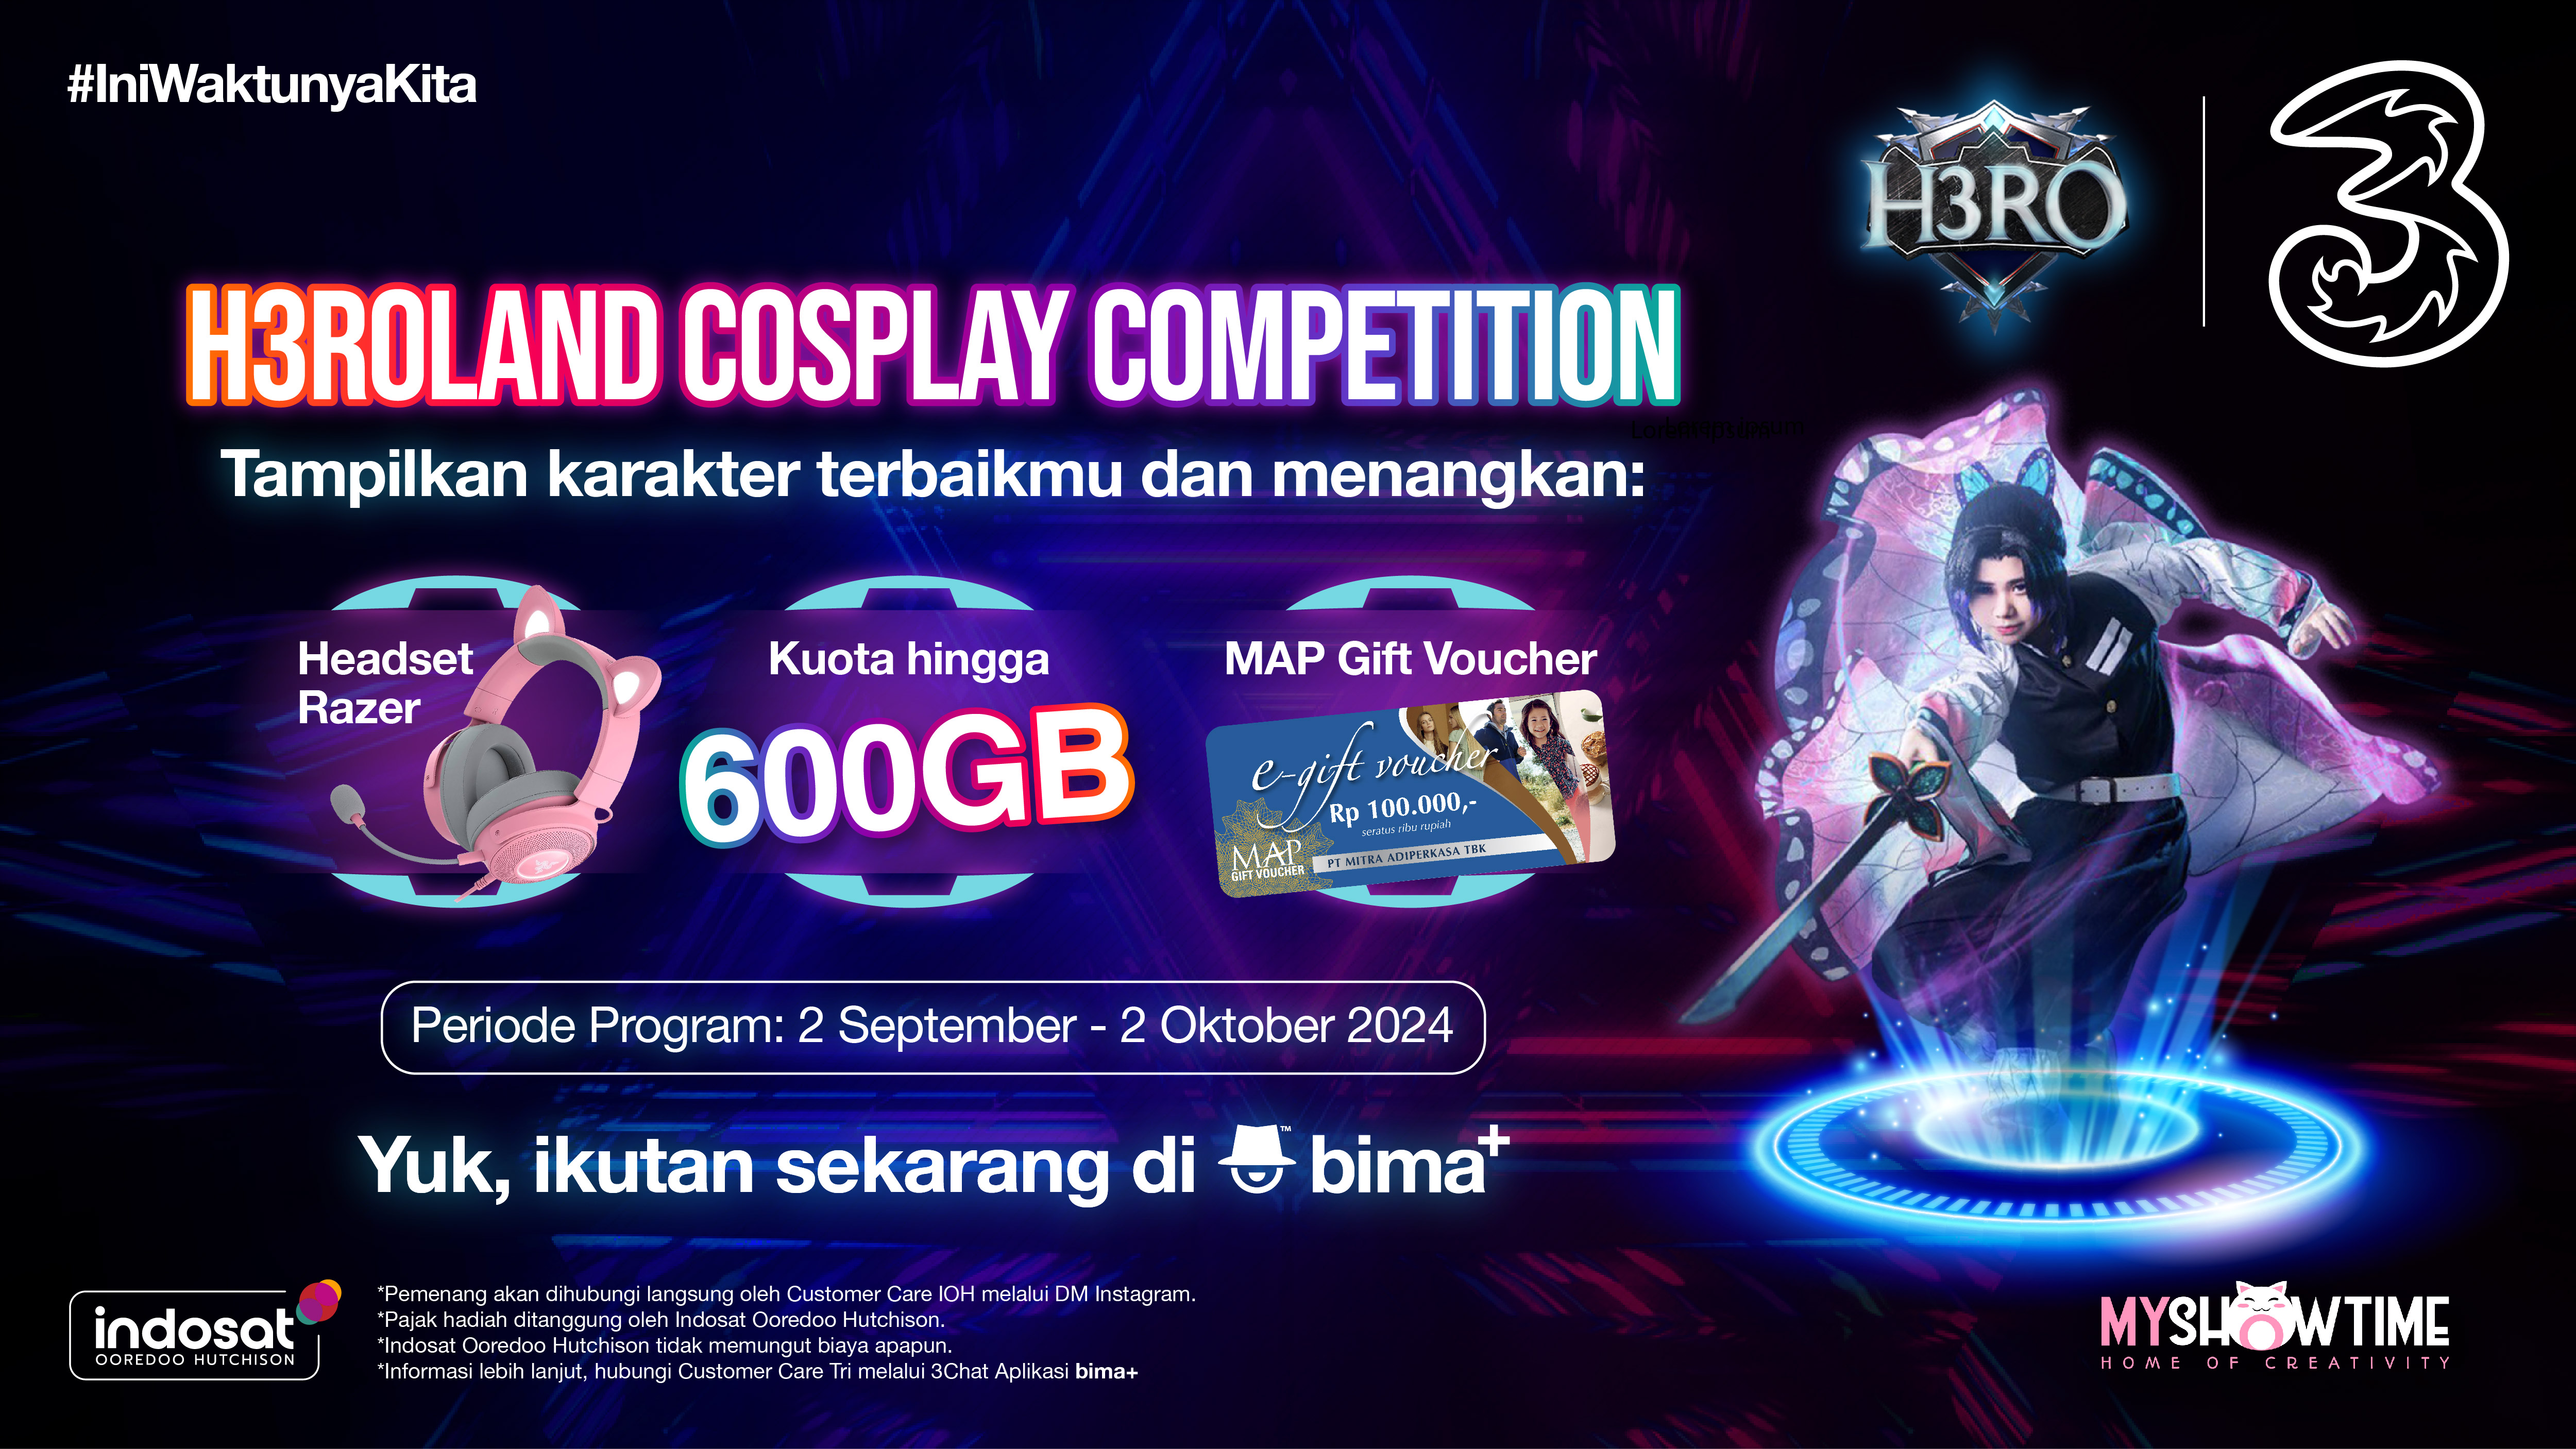 #IniWaktunyaKita
H3RO
3
H3ROLAND COSPLAY COMPETITION
Lorem ipsum
Tampilkan karakter terbaikmu dan menangkan:
Headset
Razer
Kuota hingga
600GB
MAP Gift Voucher
e-gift voucher
Rp 100.000,-
seratus ribu rupiah
MAP
GIFT VOUCHER
PT MITRA ADIPERKASA TBK
Periode Program: 2 September - 2 Oktober 2024
Yuk, ikutan sekarang di ™ bima+
indosat
OOREDOO HUTCHISON
*Pemenang akan dihubungi langsung oleh Customer Care IOH melalui DM Instagram.
*Pajak hadiah ditanggung oleh Indosat Ooredoo Hutchison.
*Indosat Ooredoo Hutchison tidak memungut biaya apapun.
*Informasi lebih lanjut, hubungi Customer Care Tri melalui 3Chat Aplikasi bima+
MYSHOWTIME
HOME OF CREATIVITY